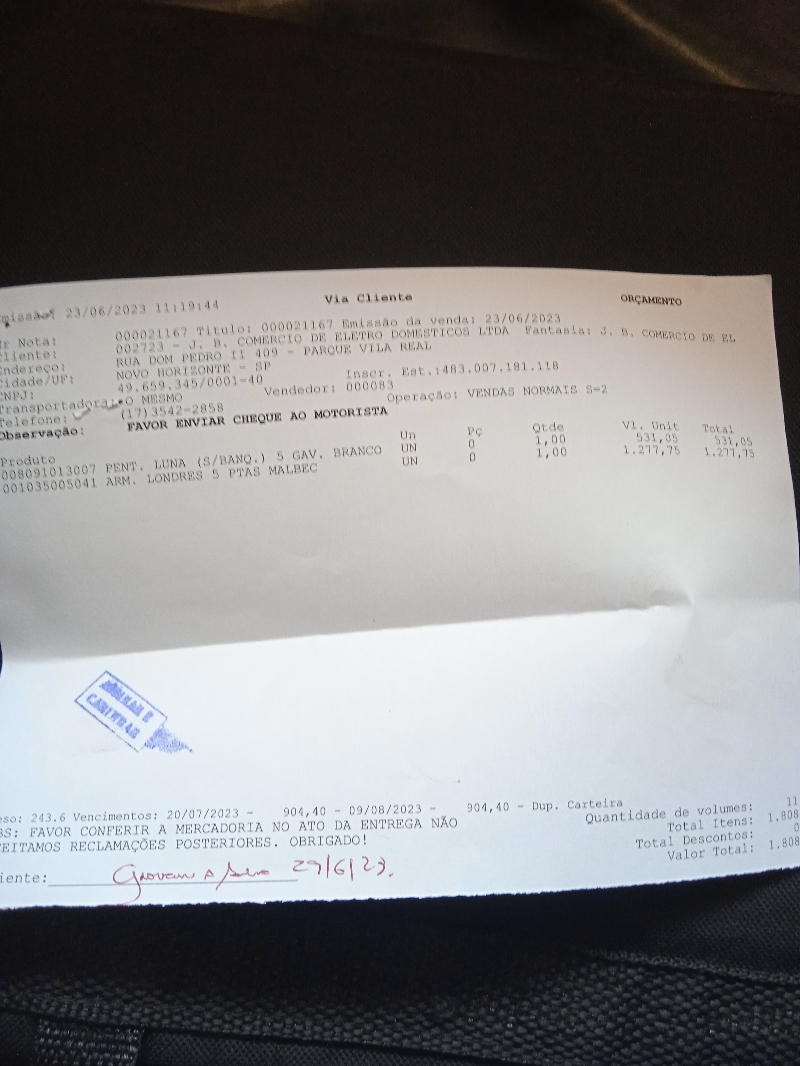 Via Cliente
ORÇAMENTO
missão: 23/06/2023 11:19:44
r Nota: 000021167 Titulo: 000021167 Emissão da venda: 23/06/2023
liente: 002723 - J. B. COMERCIO DE ELETRO DOMESTICOS LTDA Fantasia: J. B. COMERCIO DE EL
ndereço: RUA DOM PEDRO II 409 - PARQUE VILA REAL
idade/UF: NOVO HORIZONTE - SP
CNPJ: 49.659.345/0001-40 Inscr. Est.:483.007.181.118
Transportadora: O MESMO Vendedor: 000083 Operação: VENDAS NORMAIS S-2
Telefone: (17)3542-2858
Observação: FAVOR ENVIAR CHEQUE AO MOTORISTA
Produto Un Pç Qtde Vl. Unit Total
008091013007 PENT. LUNA (S/BANQ.) 5 GAV. BRANCO UN 0 1,00 531,05 531,05
001035005041 ARM. LONDRES 5 PTAS MALBEC UN 0 1,00 1.277,75 1.277,75
CARIMBAR
eso: 243.6 Vencimentos: 20/07/2023 - 904,40 - 09/08/2023 - 904,40 - Dup. Carteira
BS: FAVOR CONFERIR A MERCADORIA NO ATO DA ENTREGA NÃO
EITAMOS RECLAMAÇÕES POSTERIORES. OBRIGADO!
Quantidade de volumes: 11
Total Itens: 1.808
Total Descontos: 0
Valor Total: 1.808
iente: 29/6/23.